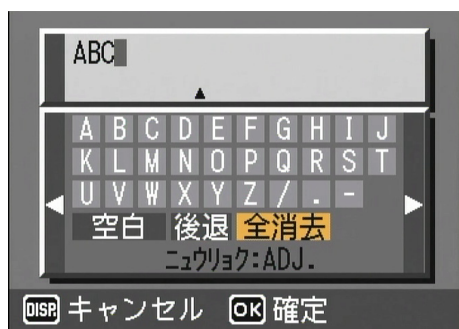 ABC
A B C D E F G H I J
K L M N O P Q R S T
U V W X Y Z / . -
空白 後退 全消去
ニュウリョク:ADJ.
DISP. キャンセル OK 確定